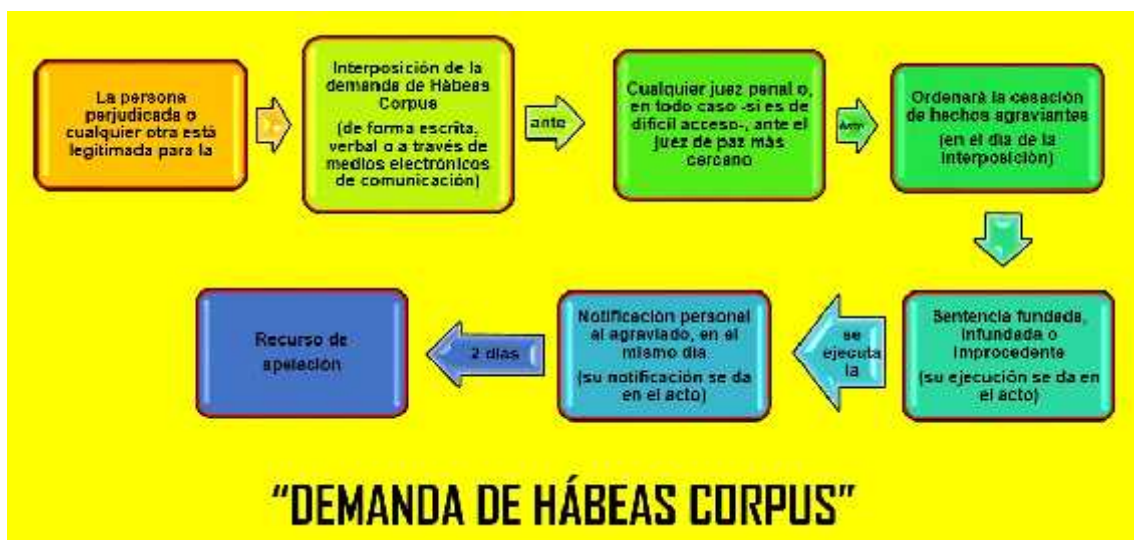 La persona
perjudicada o
cualquier otra está
legitimada para la
Interposición de la
demanda de Hábeas
Corpus
(de forma escrita,
verbal o a través de
medios electrónicos
de comunicación)
ante
Cualquier juez penal o,
en todo caso -si es de
difícil acceso-, ante el
juez de paz más
cercano
Ordenará la cesación
de hechos agraviantes
(en el día de la
interposición)
Sentencia fundada,
infundada o
improcedente
(su ejecución se da en
el acto)
se
ejecuta
la
Notificación personal
al agraviado, en el
mismo día
(su notificación se da
en el acto)
2 días
Recurso de
apelación
“DEMANDA DE HÁBEAS CORPUS”